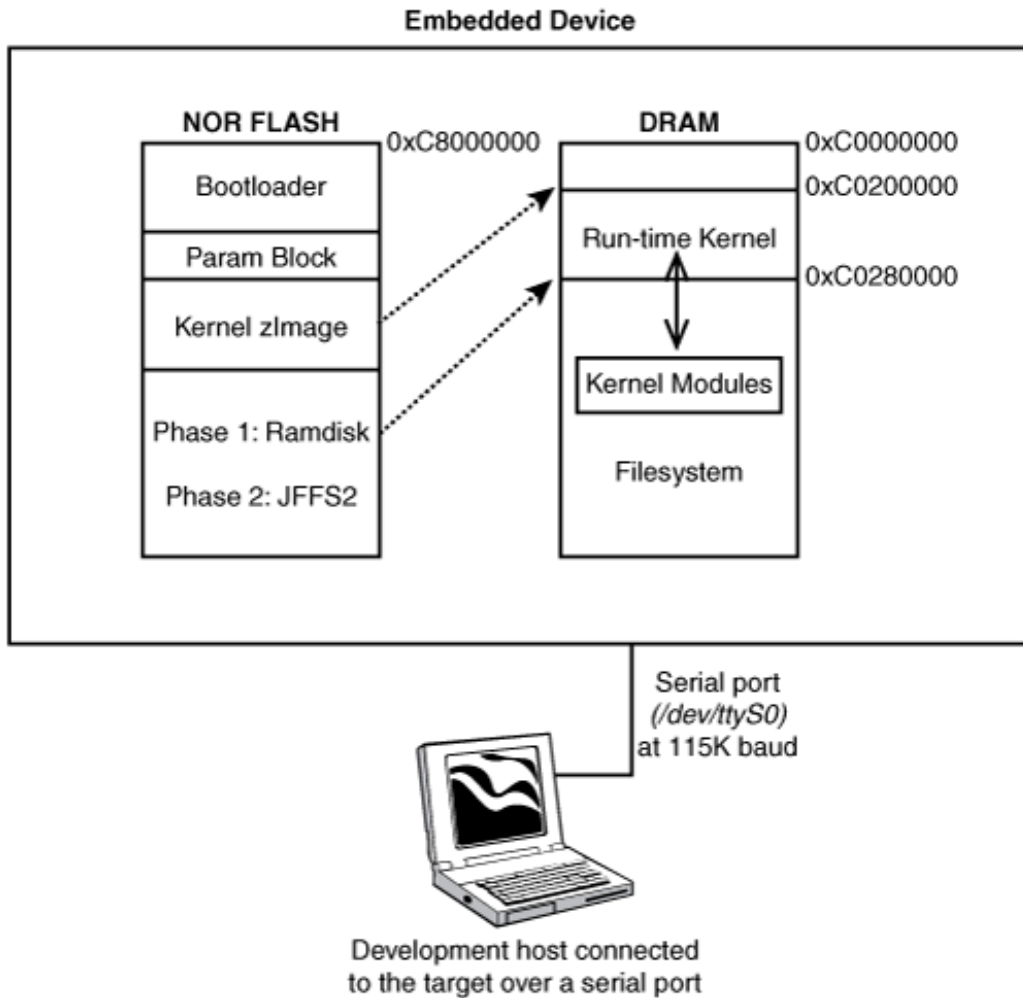 Embedded Device
NOR FLASH
0xC8000000
Bootloader
Param Block
Kernel zImage
Phase 1: Ramdisk
Phase 2: JFFS2
DRAM
0xC0000000
0xC0200000
Run-time Kernel
0xC0280000
Kernel Modules
Filesystem
Serial port
(/dev/ttyS0)
at 115K baud
Development host connected
to the target over a serial port